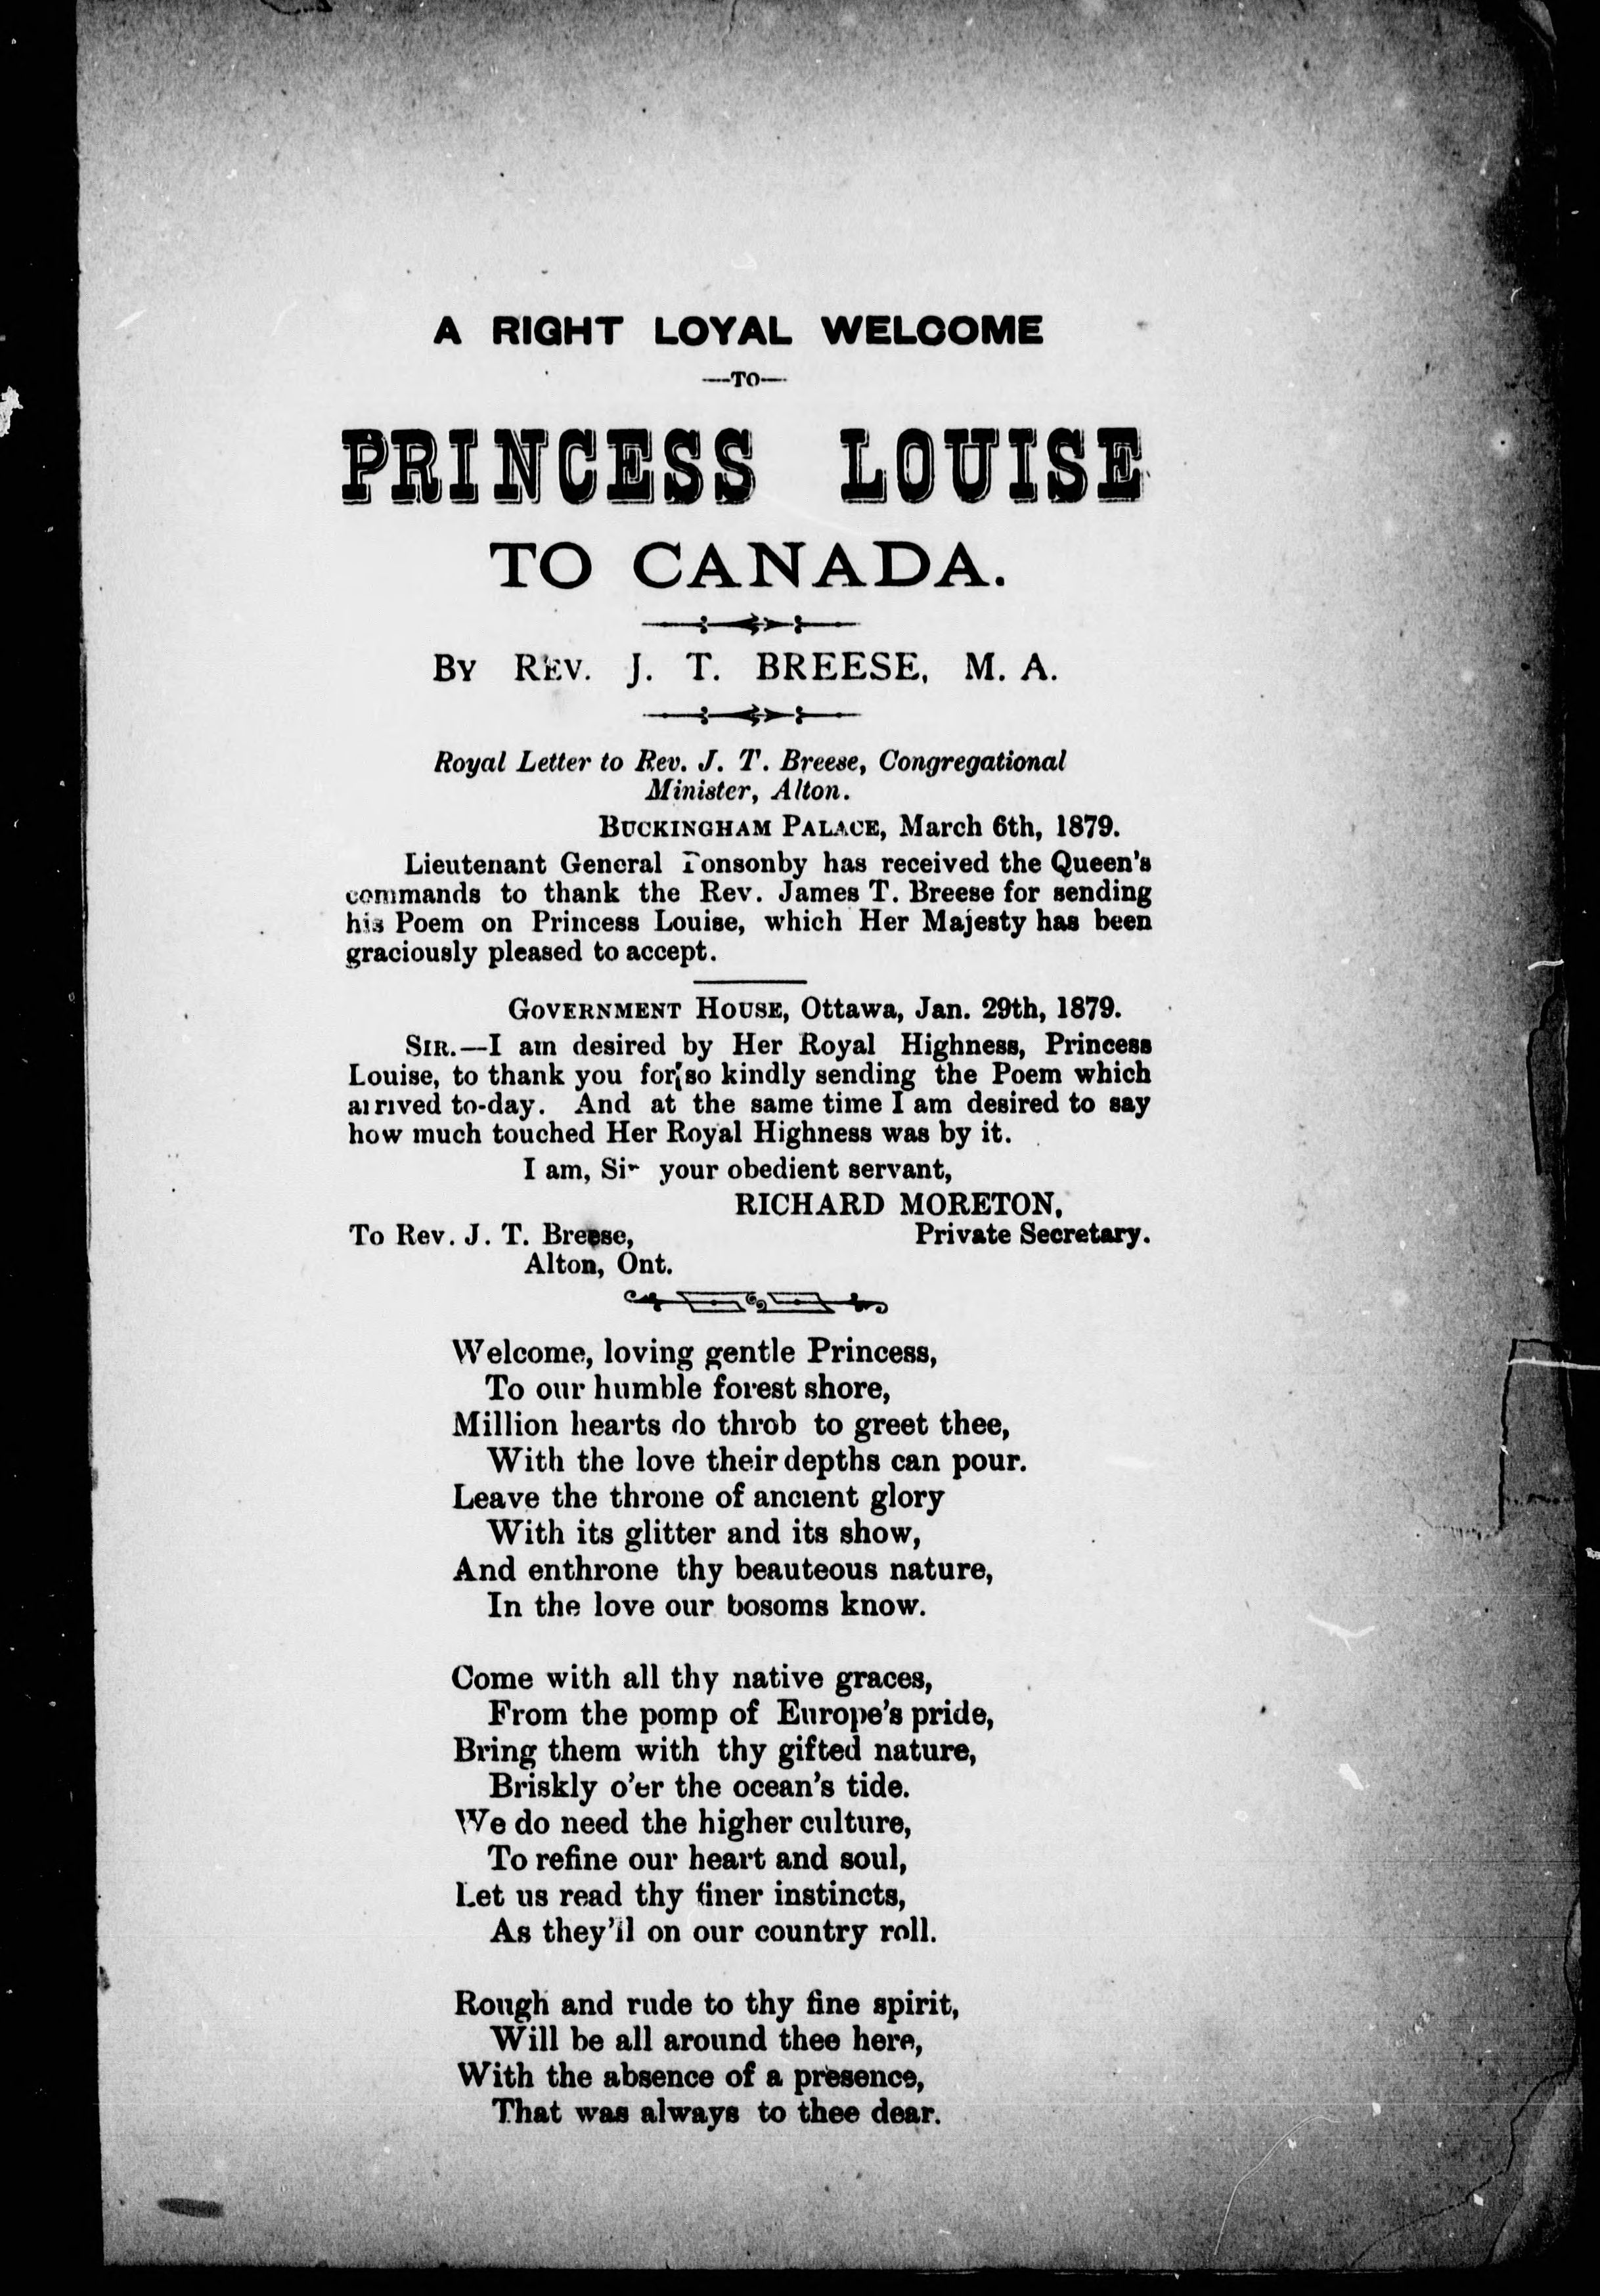 A RIGHT LOYAL WELCOME
—TO—
PRINCESS LOUISE
TO CANADA.
BY REV. J. T. BREESE, M. A.
Royal Letter to Rev. J. T. Breese, Congregational
Minister, Alton.
BUCKINGHAM PALACE, March 6th, 1879.
Lieutenant General Ponsonby has received the Queen's
commands to thank the Rev. James T. Breese for sending
his Poem on Princess Louise, which Her Majesty has been
graciously pleased to accept.
GOVERNMENT HOUSE, Ottawa, Jan. 29th, 1879.
SIR.—I am desired by Her Royal Highness, Princess
Louise, to thank you for so kindly sending the Poem which
arrived to-day. And at the same time I am desired to say
how much touched Her Royal Highness was by it.
I am, Sir your obedient servant,
RICHARD MORETON,
To Rev. J. T. Breese, Private Secretary.
Alton, Ont.
Welcome, loving gentle Princess,
To our humble forest shore,
Million hearts do throb to greet thee,
With the love their depths can pour.
Leave the throne of ancient glory
With its glitter and its show,
And enthrone thy beauteous nature,
In the love our bosoms know.
Come with all thy native graces,
From the pomp of Europe's pride,
Bring them with thy gifted nature,
Briskly o'er the ocean's tide.
We do need the higher culture,
To refine our heart and soul,
Let us read thy finer instincts,
As they'll on our country roll.
Rough and rude to thy fine spirit,
Will be all around thee here,
With the absence of a presence,
That was always to thee dear.